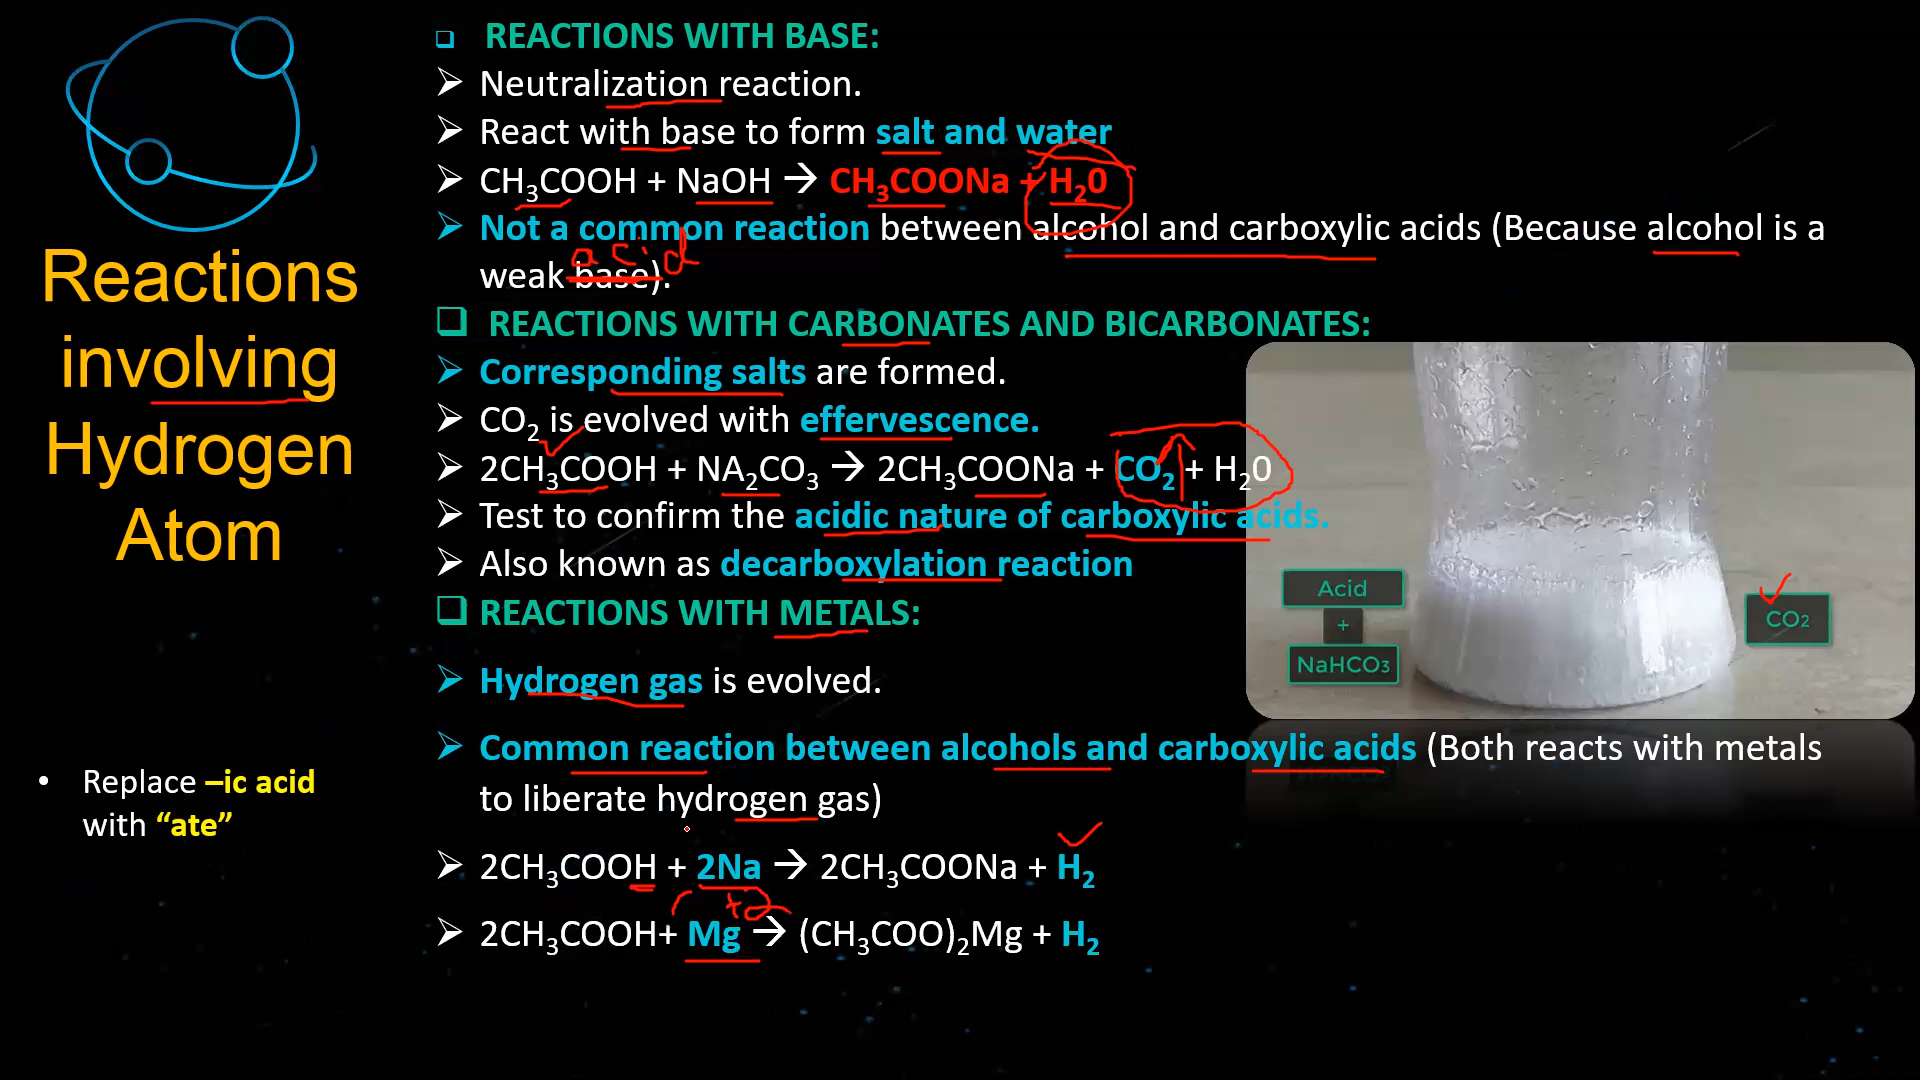 Reactions
involving
Hydrogen
Atom
• Replace –ic acid
with “ate”
❑ REACTIONS WITH BASE:
➢ Neutralization reaction.
➢ React with base to form salt and water
➢ CH₃COOH + NaOH → CH₃COONa + H₂0
➢ Not a common reaction between alcohol and carboxylic acids (Because alcohol is a
acid
weak base).
❑ REACTIONS WITH CARBONATES AND BICARBONATES:
➢ Corresponding salts are formed.
➢ CO₂ is evolved with effervescence.
➢ 2CH₃COOH + NA₂CO₃ → 2CH₃COONa + CO₂ ↑ + H₂0
➢ Test to confirm the acidic nature of carboxylic acids.
➢ Also known as decarboxylation reaction
❑ REACTIONS WITH METALS:
➢ Hydrogen gas is evolved.
➢ Common reaction between alcohols and carboxylic acids (Both reacts with metals
to liberate hydrogen gas)
➢ 2CH₃COOH + 2Na → 2CH₃COONa + H₂
+2
➢ 2CH₃COOH+ Mg → (CH₃COO)₂Mg + H₂
Acid
+
NaHCO₃
CO₂